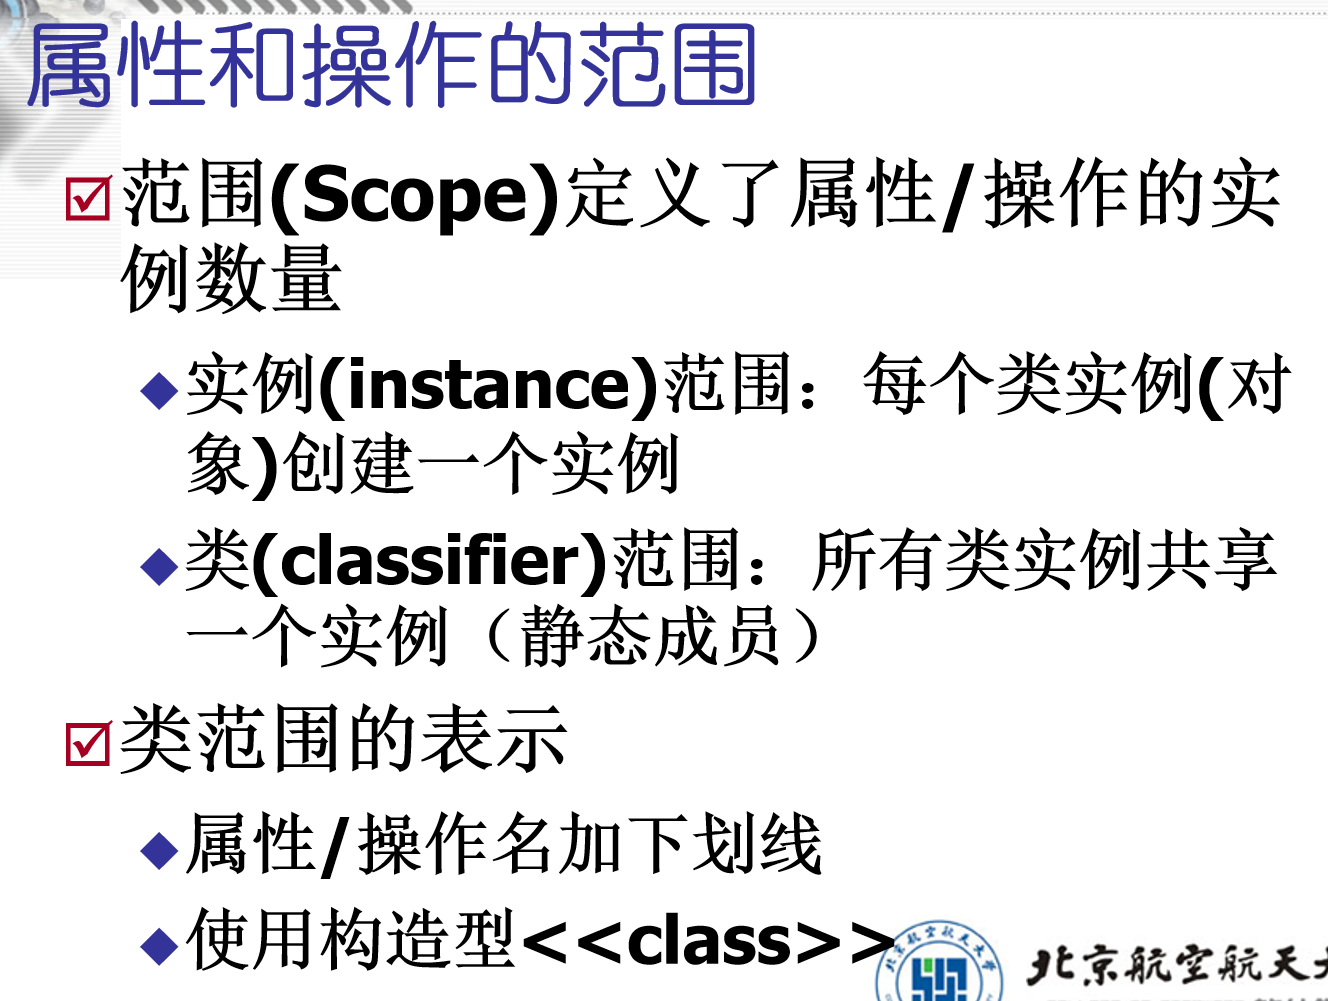 属性和操作的范围
范围(Scope)定义了属性/操作的实
例数量
实例(instance)范围：每个类实例(对
象)创建一个实例
类(classifier)范围：所有类实例共享
一个实例（静态成员）
类范围的表示
属性/操作名加下划线
使用构造型<<class>>
北京航空航天大